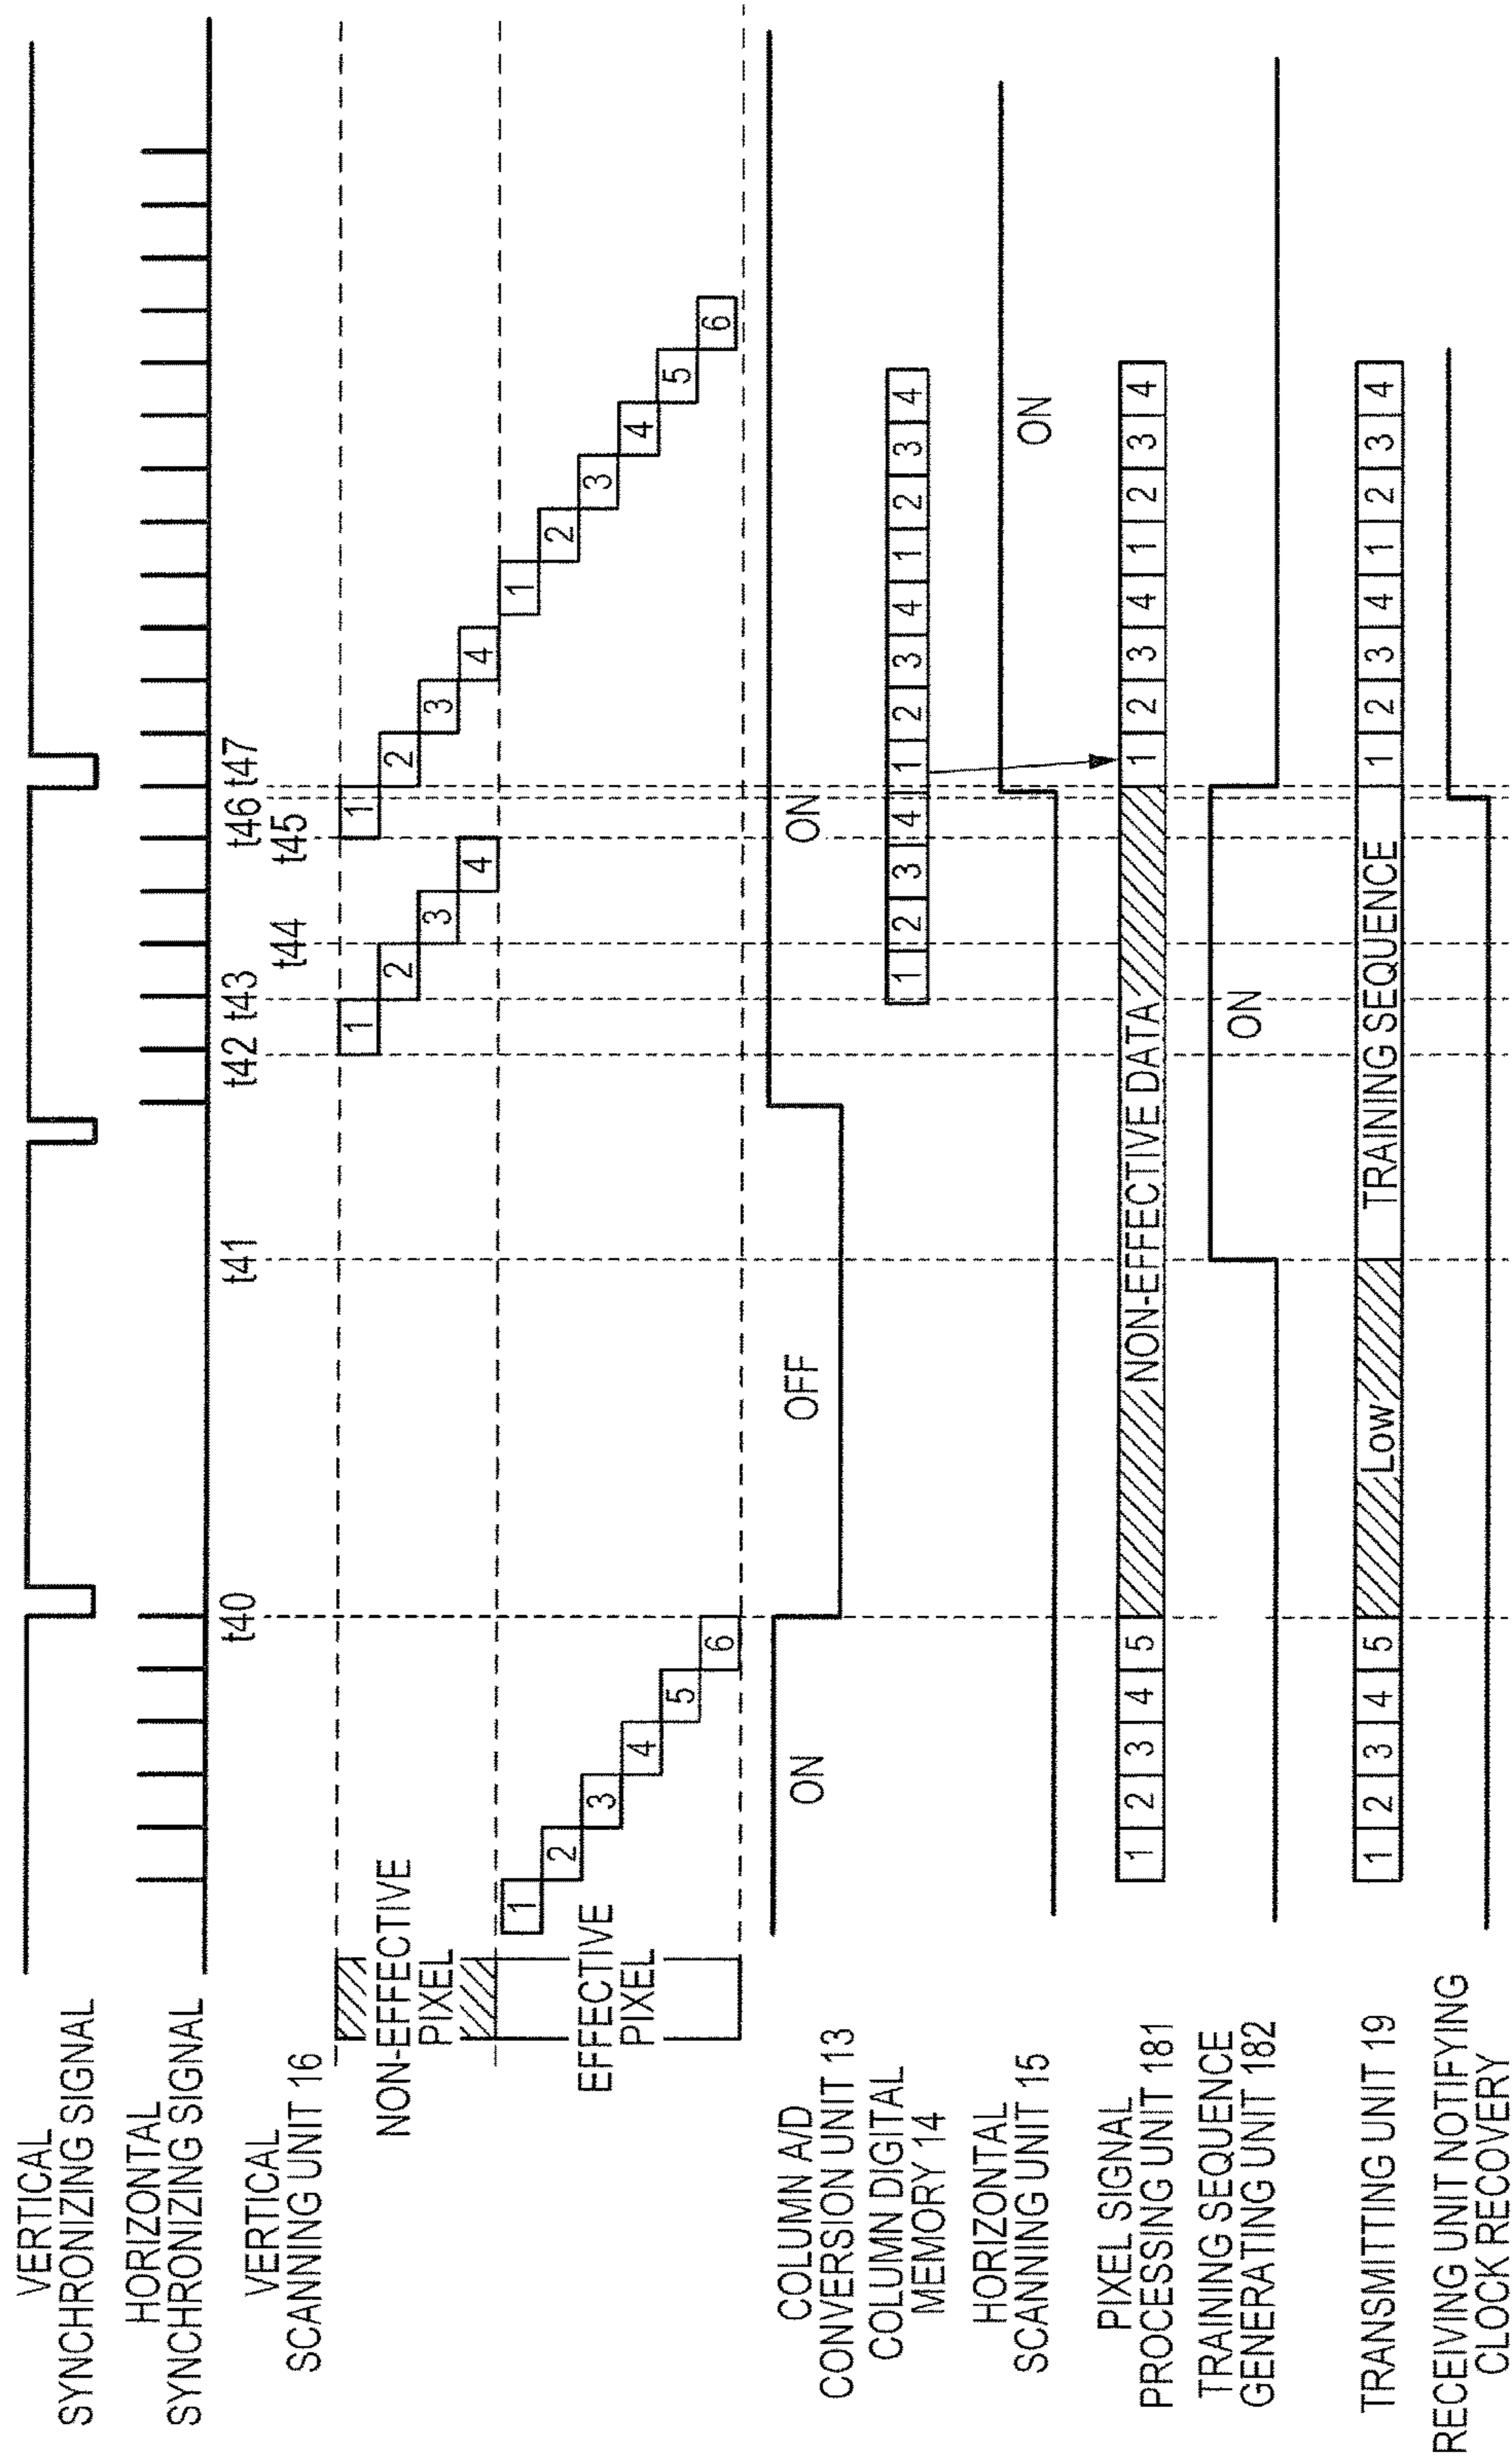 VERTICAL
SYNCHRONIZING SIGNAL
HORIZONTAL
SYNCHRONIZING SIGNAL
t40
t41
t42
t43
t44
t45
t46
t47
VERTICAL
SCANNING UNIT 16
NON-EFFECTIVE
PIXEL
1
2
3
4
1
2
3
4
EFFECTIVE
PIXEL
1
2
3
4
5
6
1
2
3
4
5
6
COLUMN A/D
CONVERSION UNIT 13
ON
OFF
ON
COLUMN DIGITAL
MEMORY 14
1 2 3 4 1 2 3 4 1 2 3 4
HORIZONTAL
SCANNING UNIT 15
ON
PIXEL SIGNAL
PROCESSING UNIT 181
1 2 3 4 5 NON-EFFECTIVE DATA 1 2 3 4 1 2 3 4
TRAINING SEQUENCE
GENERATING UNIT 182
ON
TRANSMITTING UNIT 19
1 2 3 4 5 Low TRAINING SEQUENCE 1 2 3 4 1 2 3 4
RECEIVING UNIT NOTIFYING
CLOCK RECOVERY